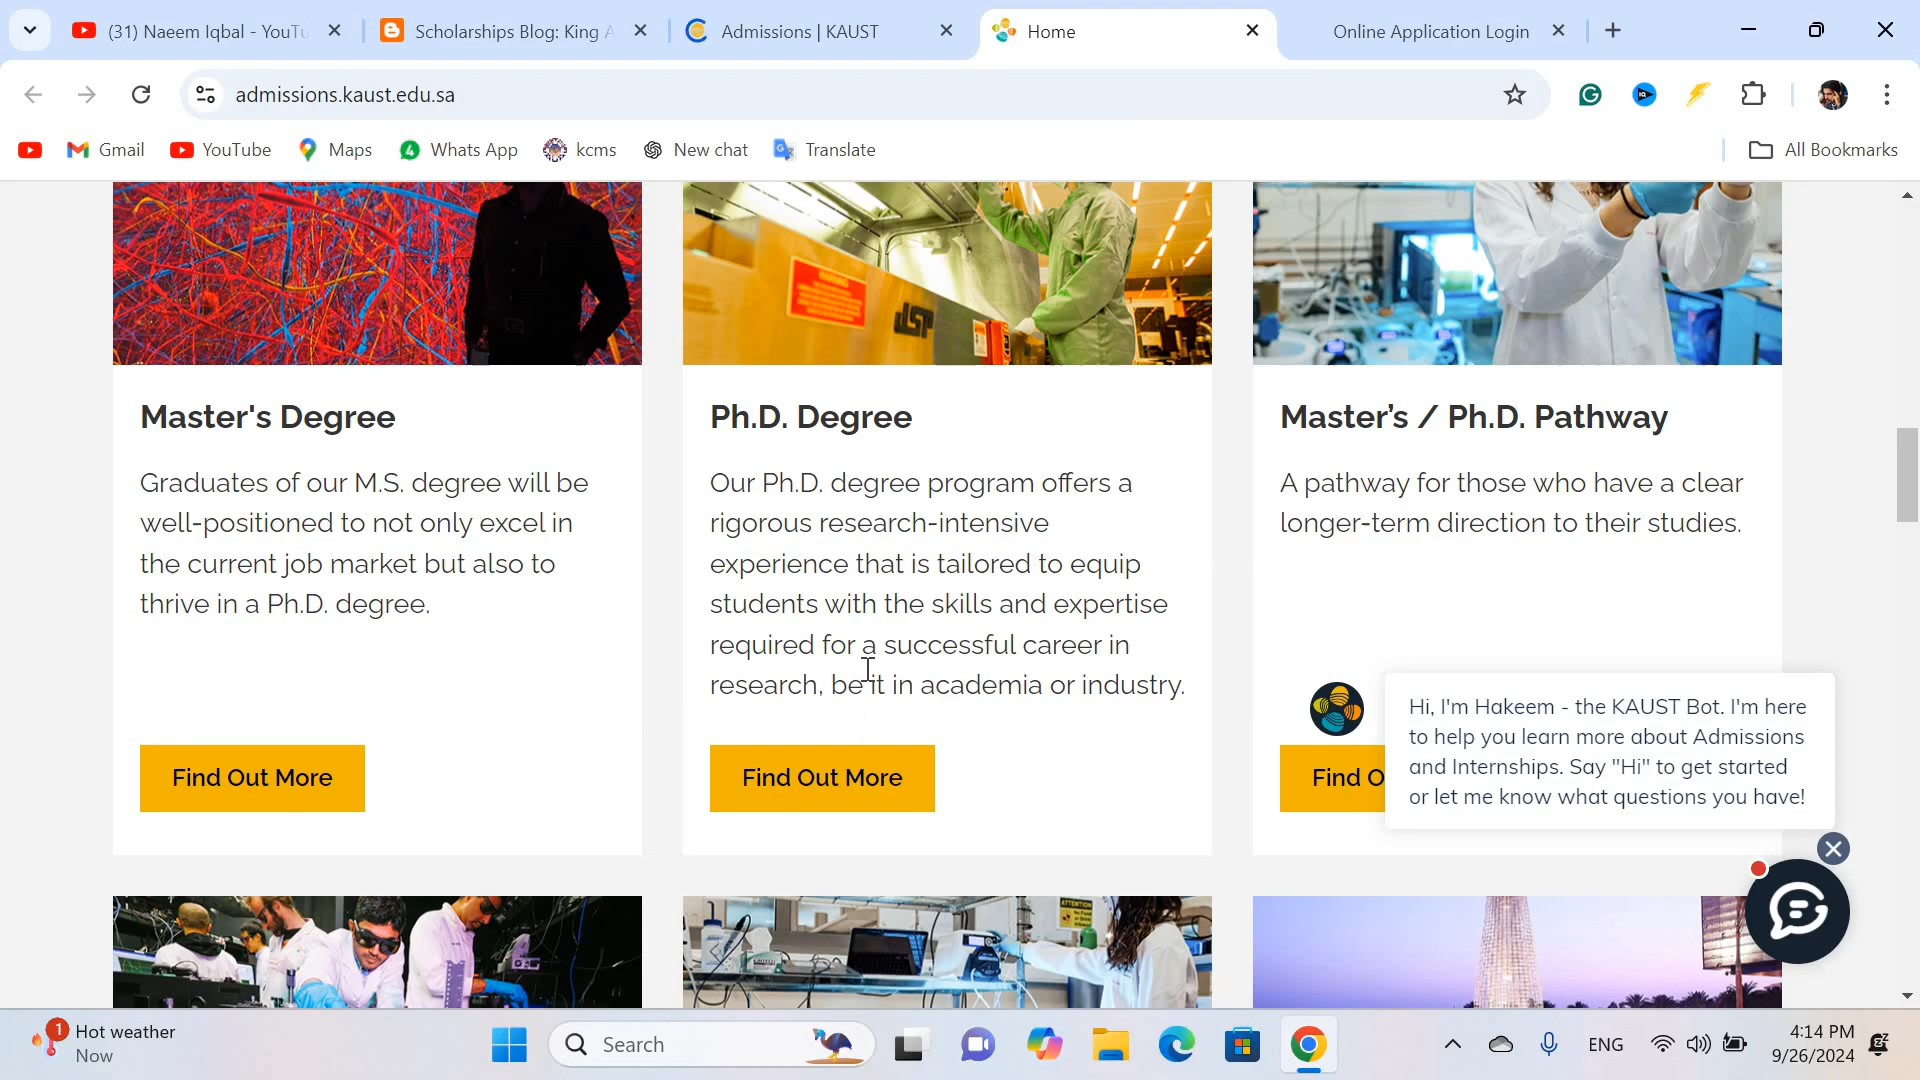 (31) Naeem Iqbal - YouTu
Scholarships Blog: King A
Admissions | KAUST
Home
Online Application Login
admissions.kaust.edu.sa
Gmail
YouTube
Maps
Whats App
kcms
New chat
Translate
All Bookmarks
WARNING
JST
Master's Degree
Graduates of our M.S. degree will be
well-positioned to not only excel in
the current job market but also to
thrive in a Ph.D. degree.
Find Out More
Ph.D. Degree
Our Ph.D. degree program offers a
rigorous research-intensive
experience that is tailored to equip
students with the skills and expertise
required for a successful career in
research, be it in academia or industry.
Find Out More
Master’s / Ph.D. Pathway
A pathway for those who have a clear
longer-term direction to their studies.
Find O
Hi, I'm Hakeem - the KAUST Bot. I'm here
to help you learn more about Admissions
and Internships. Say "Hi" to get started
or let me know what questions you have!
ATTENTION
1
Hot weather
Now
Search
ENG
4:14 PM
9/26/2024